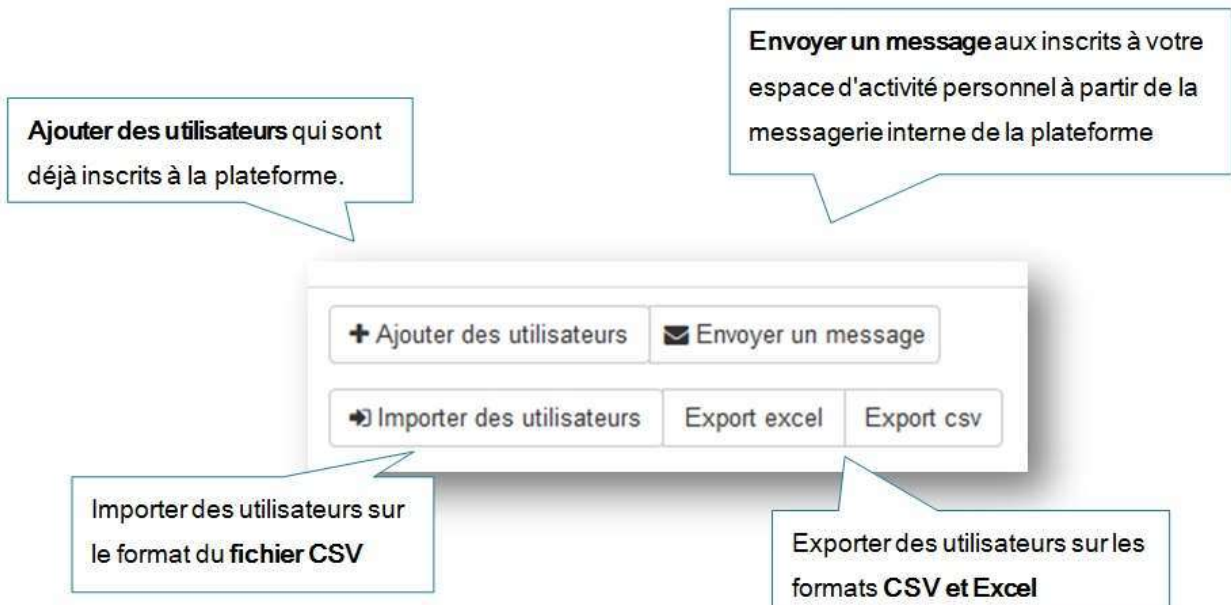 Envoyer un message aux inscrits à votre
espace d'activité personnel à partir de la
messagerie interne de la plateforme
Ajouter des utilisateurs qui sont
déjà inscrits à la plateforme.
Ajouter des utilisateurs
Envoyer un message
Importer des utilisateurs
Export excel
Export csv
Importer des utilisateurs sur
le format du fichier CSV
Exporter des utilisateurs sur les
formats CSV et Excel